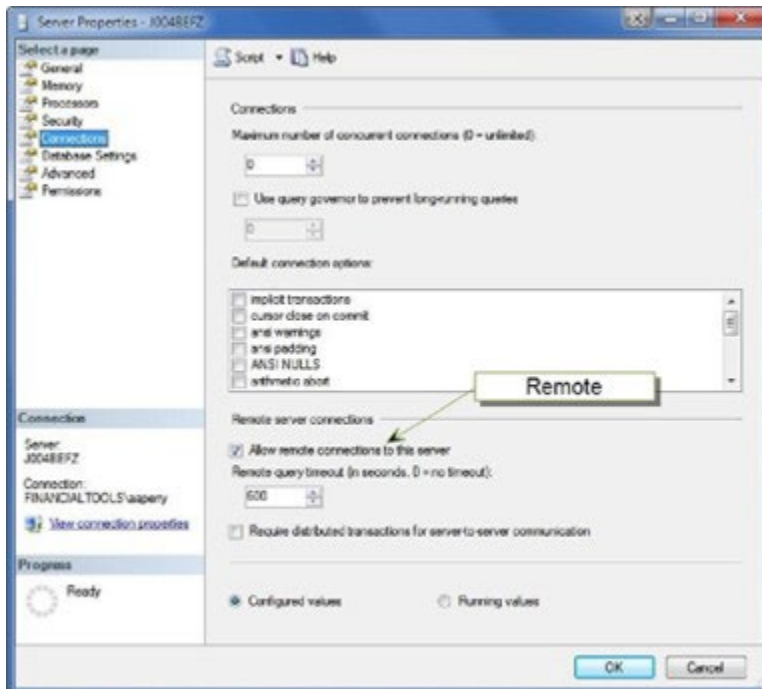 Server Properties - J004BEFZ
Select a page
General
Memory
Processors
Security
Connections
Database Settings
Advanced
Permissions
Script Help
Connections
Maximum number of concurrent connections (0 = unlimited):
0
Use query governor to prevent long-running queries
0
Default connection options:
implicit transactions
cursor close on commit
ansi warnings
ansi padding
ANSI NULLS
arithmetic abort
Remote
Remote server connections
Allow remote connections to this server
Remote query timeout (in seconds, 0 = no timeout):
600
Require distributed transactions for server-to-server communication
Connection
Server:
J004BEFZ
Connection:
FINANCIALTOOLS\aaperry
View connection properties
Progress
Ready
Configured values Running values
OK Cancel